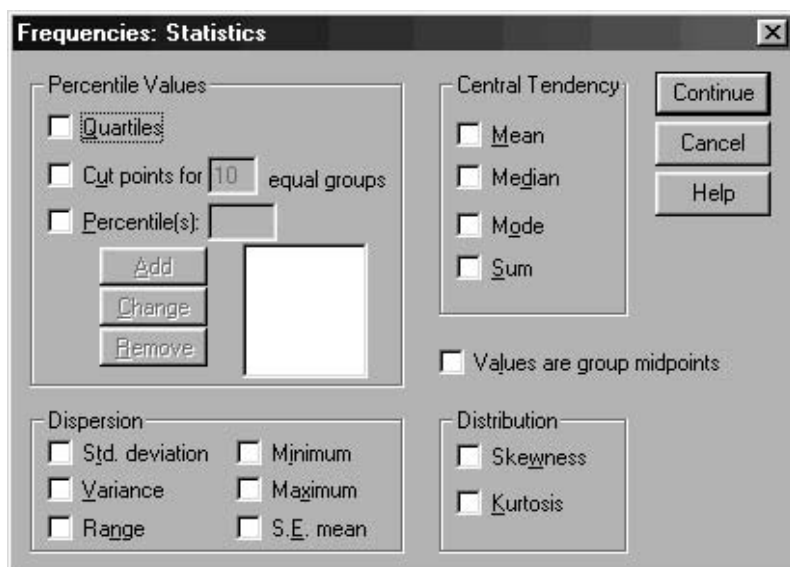 Frequencies: Statistics
Percentile Values
Quartiles
Cut points for 10 equal groups
Percentile(s):
Add
Change
Remove
Central Tendency
Mean
Median
Mode
Sum
Continue
Cancel
Help
Values are group midpoints
Dispersion
Std. deviation
Minimum
Variance
Maximum
Range
S.E. mean
Distribution
Skewness
Kurtosis